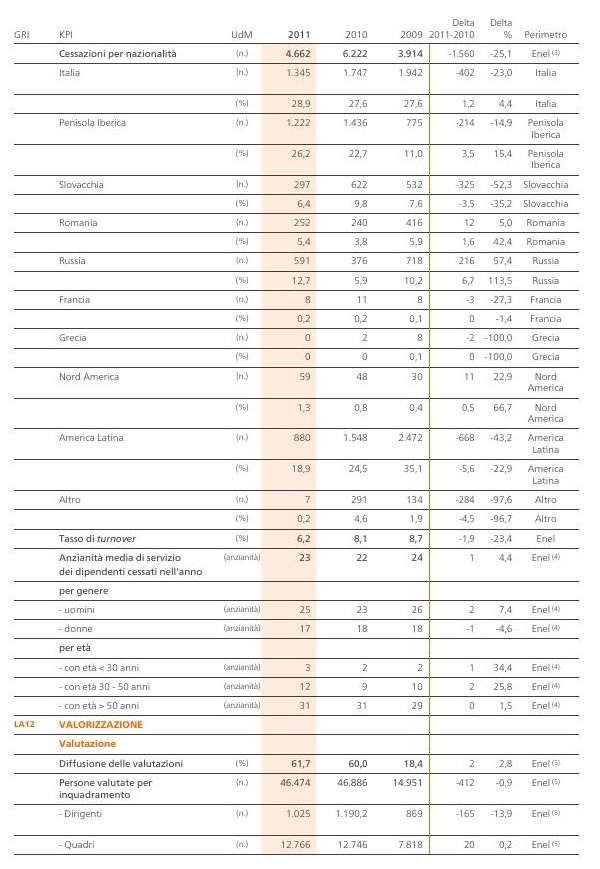 Delta Delta
GRI KPI UdM 2011 2010 2009 2011-2010 % Perimetro
Cessazioni per nazionalità (n.) 4.662 6.222 3.914 -1.560 -25,1 Enel (3)
Italia (n.) 1.345 1.747 1.942 -402 -23,0 Italia
(%) 28,9 27,6 27,6 1,2 4,4 Italia
Penisola Iberica (n.) 1.222 1.436 775 -214 -14,9 Penisola
Iberica
(%) 26,2 22,7 11,0 3,5 15,4 Penisola
Iberica
Slovacchia (n.) 297 622 532 -325 -52,3 Slovacchia
(%) 6,4 9,8 7,6 -3,5 -35,2 Slovacchia
Romania (n.) 252 240 416 12 5,0 Romania
(%) 5,4 3,8 5,9 1,6 42,4 Romania
Russia (n.) 591 376 718 216 57,4 Russia
(%) 12,7 5,9 10,2 6,7 113,5 Russia
Francia (n.) 8 11 8 -3 -27,3 Francia
(%) 0,2 0,2 0,1 0 -1,4 Francia
Grecia (n.) 0 2 8 -2 -100,0 Grecia
(%) 0 0 0,1 0 -100,0 Grecia
Nord America (n.) 59 48 30 11 22,9 Nord
America
(%) 1,3 0,8 0,4 0,5 66,7 Nord
America
America Latina (n.) 880 1.548 2.472 -668 -43,2 America
Latina
(%) 18,9 24,5 35,1 -5,6 -22,9 America
Latina
Altro (n.) 7 291 134 -284 -97,6 Altro
(%) 0,2 4,6 1,9 -4,5 -96,7 Altro
Tasso di turnover (%) 6,2 8,1 8,7 -1,9 -23,4 Enel
Anzianità media di servizio (anzianità) 23 22 24 1 4,4 Enel (4)
dei dipendenti cessati nell'anno
per genere
- uomini (anzianità) 25 23 26 2 7,4 Enel (4)
- donne (anzianità) 17 18 18 -1 -4,6 Enel (4)
per età
- con età < 30 anni (anzianità) 3 2 2 1 34,4 Enel (4)
- con età 30 - 50 anni (anzianità) 12 9 10 2 25,8 Enel (4)
- con età > 50 anni (anzianità) 31 31 29 0 1,5 Enel (4)
LA12 VALORIZZAZIONE
Valutazione
Diffusione delle valutazioni (%) 61,7 60,0 18,4 2 2,8 Enel (5)
Persone valutate per (n.) 46.474 46.886 14.951 -412 -0,9 Enel (5)
inquadramento
- Dirigenti (n.) 1.025 1.190,2 869 -165 -13,9 Enel (5)
- Quadri (n.) 12.766 12.746 7.818 20 0,2 Enel (5)